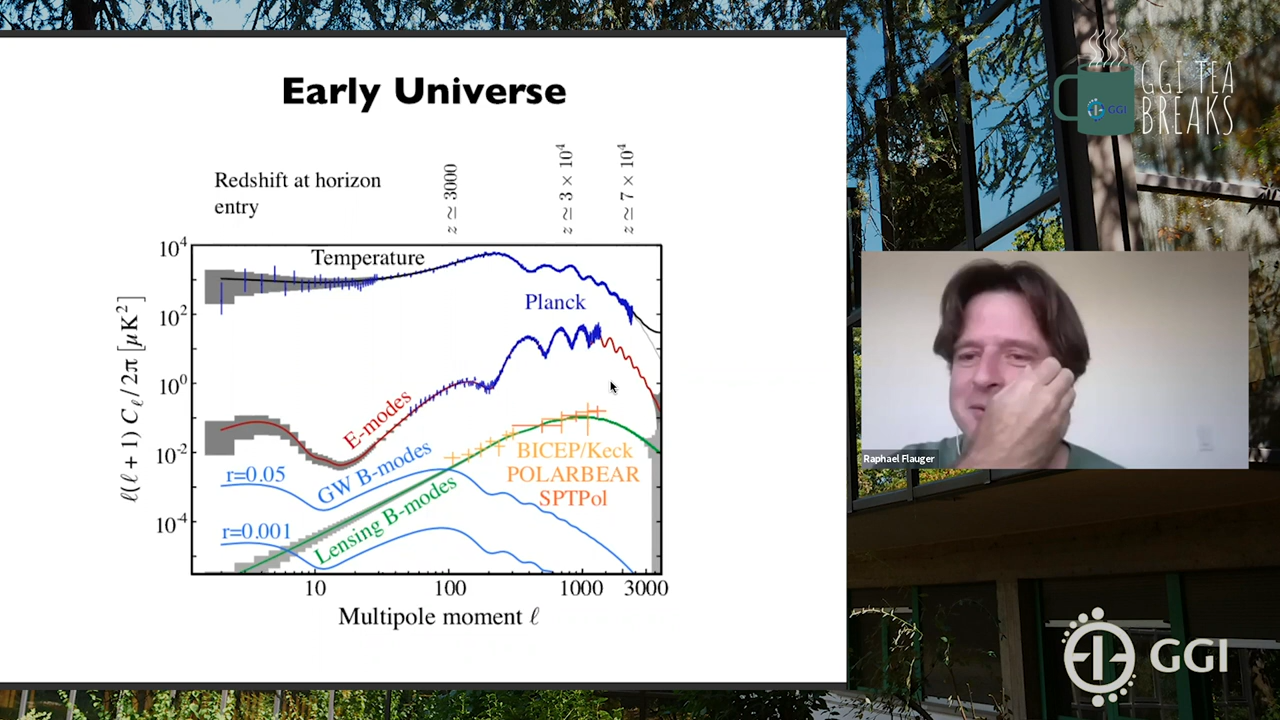 Early Universe
Redshift at horizon
entry
z ≃ 3000
z ≃ 3 × 10⁴
z ≃ 7 × 10⁴
10⁴
10²
10⁰
10⁻²
10⁻⁴
ℓ(ℓ + 1) C_ℓ/2π [μK²]
Temperature
Planck
E-modes
BICEP/Keck
POLARBEAR
SPTPol
r=0.05
GW B-modes
r=0.001
Lensing B-modes
10
100
1000
3000
Multipole moment ℓ
GGI TEA
BREAKS
GGI
Raphael Flauger
GGI